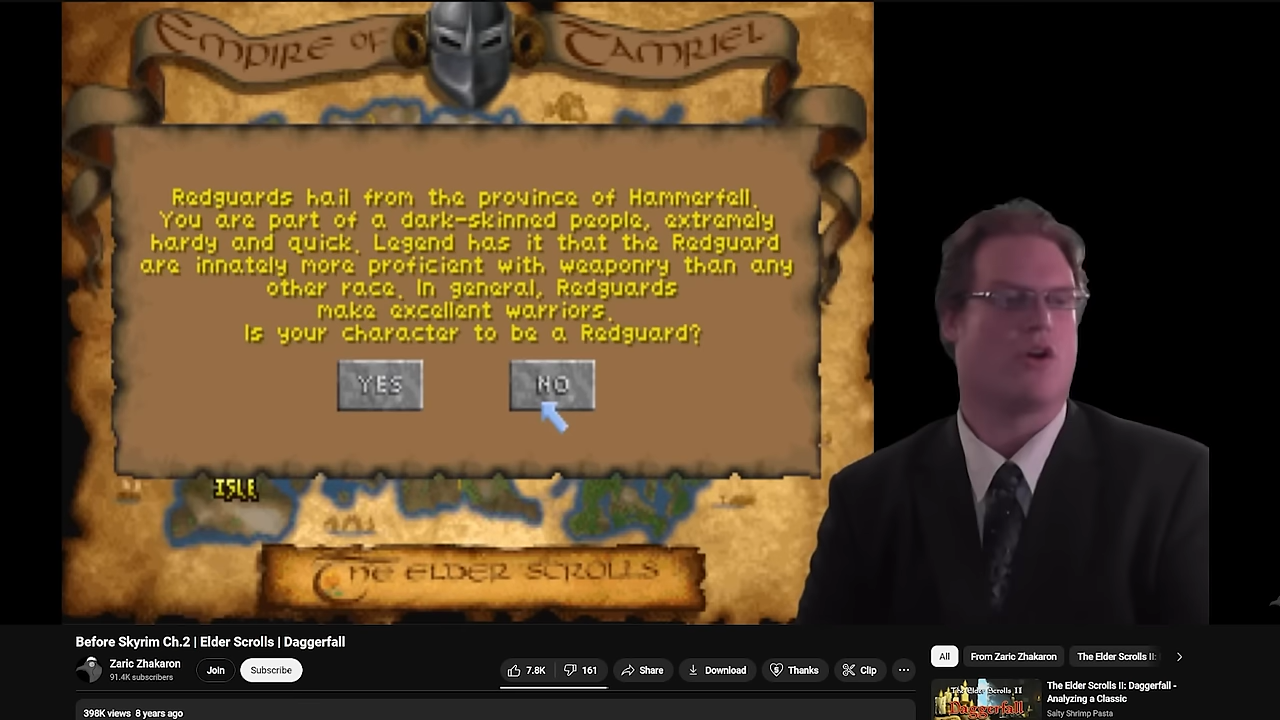 EMPIRE OF TAMRIEL
Redguards hail from the province of Hammerfell.
You are part of a dark-skinned people, extremely
hardy and quick. Legend has it that the Redguard
are innately more proficient with weaponry than any
other race. In general, Redguards
make excellent warriors.
Is your character to be a Redguard?
YES NO
ISLE
THE ELDER SCROLLS
Before Skyrim Ch.2 | Elder Scrolls | Daggerfall
Zaric Zhakaron
91.4K subscribers
Join
Subscribe
7.8K
161
Share
Download
Thanks
Clip
398K views 8 years ago
All
From Zaric Zhakaron
The Elder Scrolls II:
The Elder Scrolls II
Daggerfall
The Elder Scrolls II: Daggerfall -
Analyzing a Classic
Salty Shrimp Pasta